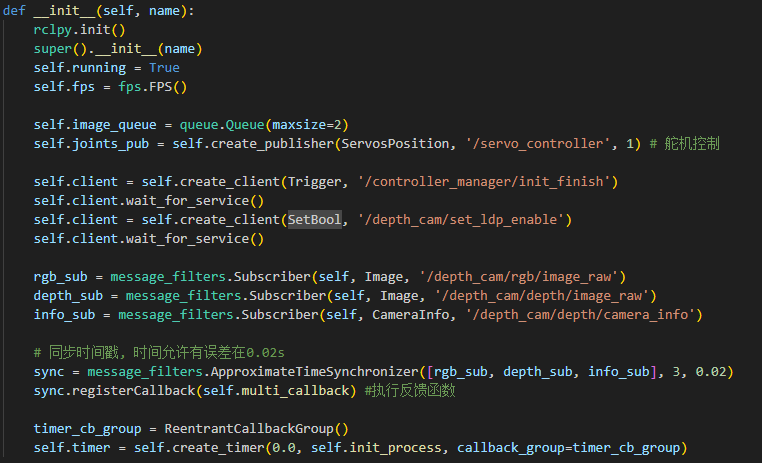 def __init__(self, name):
    rclpy.init()
    super().__init__(name)
    self.running = True
    self.fps = fps.FPS()

    self.image_queue = queue.Queue(maxsize=2)
    self.joints_pub = self.create_publisher(ServosPosition, '/servo_controller', 1) # 舵机控制

    self.client = self.create_client(Trigger, '/controller_manager/init_finish')
    self.client.wait_for_service()
    self.client = self.create_client(SetBool, '/depth_cam/set_ldp_enable')
    self.client.wait_for_service()

    rgb_sub = message_filters.Subscriber(self, Image, '/depth_cam/rgb/image_raw')
    depth_sub = message_filters.Subscriber(self, Image, '/depth_cam/depth/image_raw')
    info_sub = message_filters.Subscriber(self, CameraInfo, '/depth_cam/depth/camera_info')

    # 同步时间戳, 时间允许有误差在0.02s
    sync = message_filters.ApproximateTimeSynchronizer([rgb_sub, depth_sub, info_sub], 3, 0.02)
    sync.registerCallback(self.multi_callback) #执行反馈函数

    timer_cb_group = ReentrantCallbackGroup()
    self.timer = self.create_timer(0.0, self.init_process, callback_group=timer_cb_group)